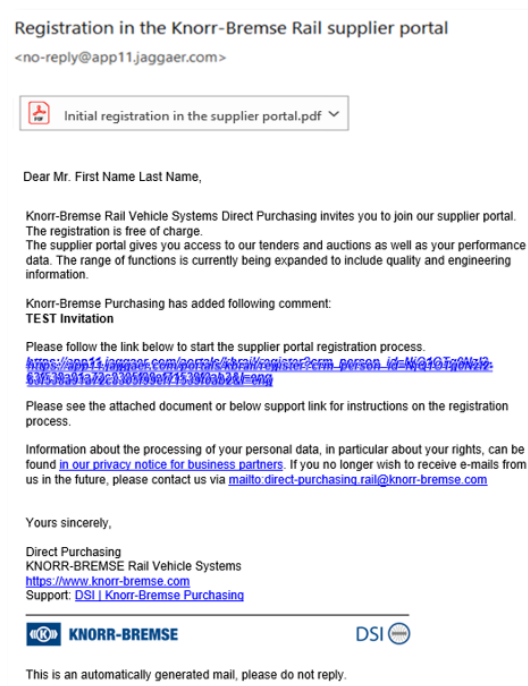 Registration in the Knorr-Bremse Rail supplier portal
<no-reply@app11.jaggaer.com>
PDF
Initial registration in the supplier portal.pdf
Dear Mr. First Name Last Name,
Knorr-Bremse Rail Vehicle Systems Direct Purchasing invites you to join our supplier portal.
The registration is free of charge.
The supplier portal gives you access to our tenders and auctions as well as your performance
data. The range of functions is currently being expanded to include quality and engineering
information.
Knorr-Bremse Purchasing has added following comment:
TEST Invitation
Please follow the link below to start the supplier portal registration process.
Please see the attached document or below support link for instructions on the registration
process.
Information about the processing of your personal data, in particular about your rights, can be
found in our privacy notice for business partners. If you no longer wish to receive e-mails from
us in the future, please contact us via mailto:direct-purchasing.rail@knorr-bremse.com
Yours sincerely,
Direct Purchasing
KNORR-BREMSE Rail Vehicle Systems
https://www.knorr-bremse.com
Support: DSI | Knorr-Bremse Purchasing
KNORR-BREMSE DSI
This is an automatically generated mail, please do not reply.